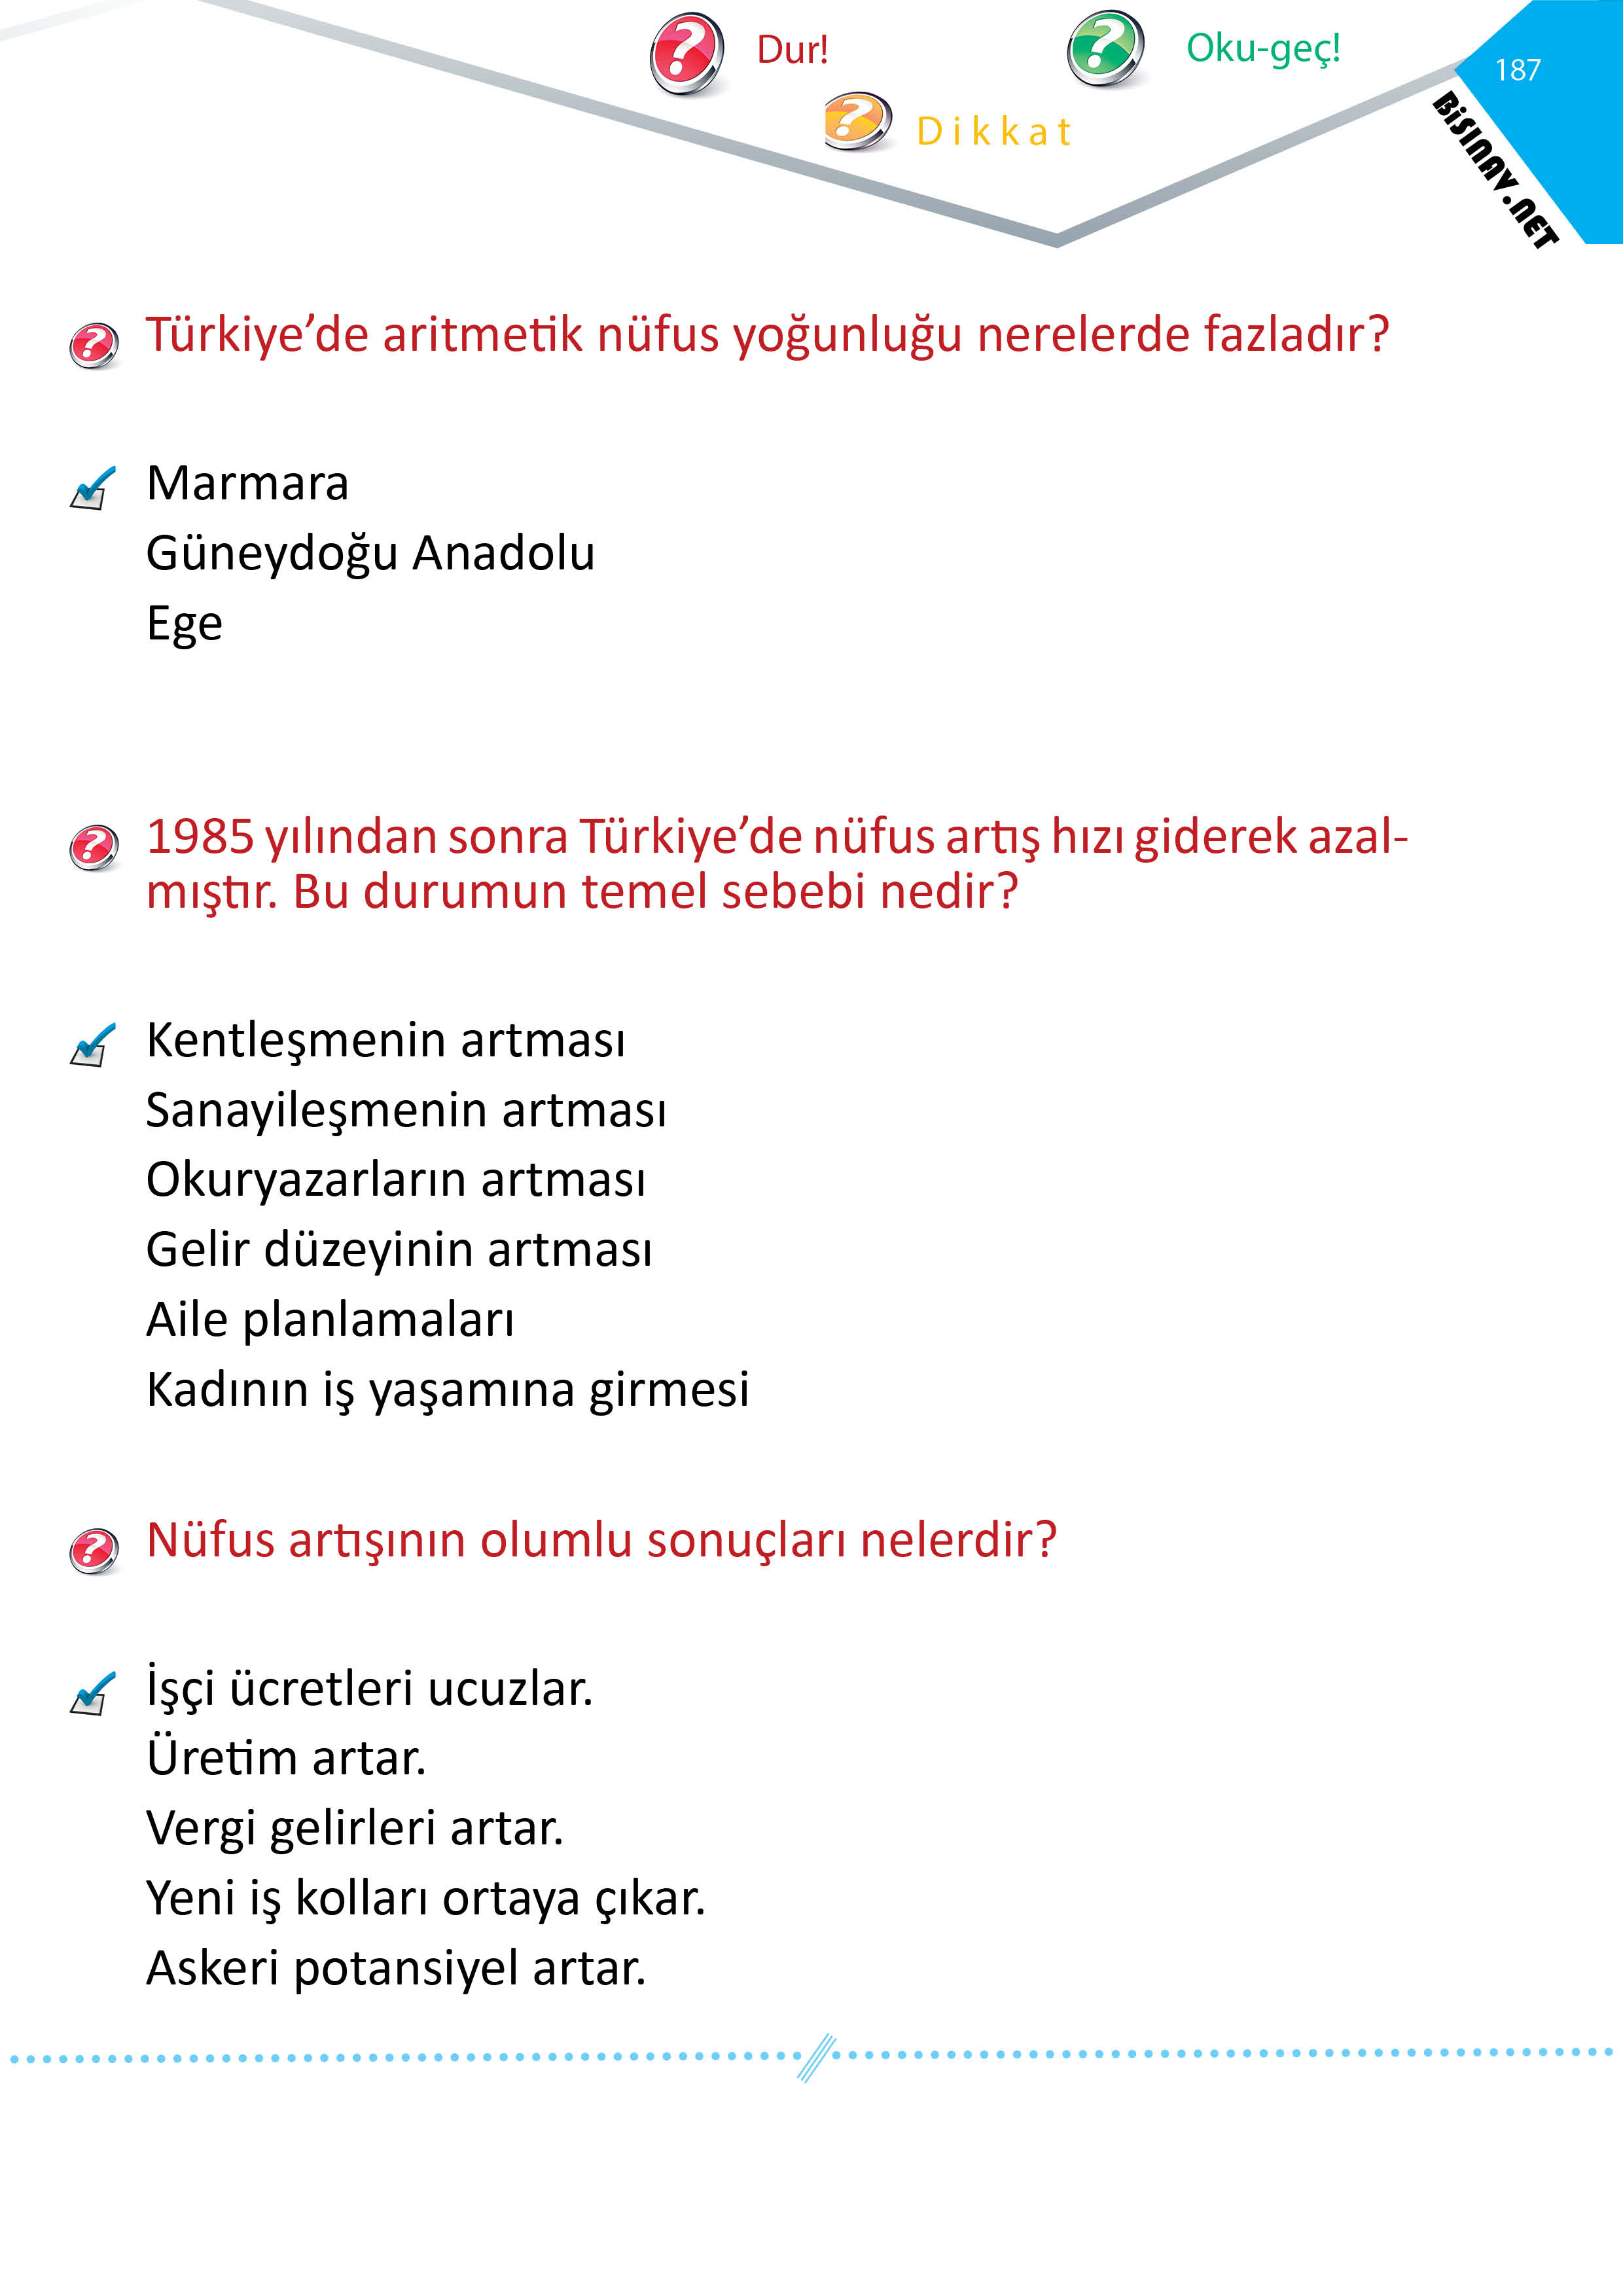 Dur!
Oku-geç!
187
Dikkat
BiSINAV.NET
Türkiye’de aritmetik nüfus yoğunluğu nerelerde fazladır?
Marmara
Güneydoğu Anadolu
Ege
1985 yılından sonra Türkiye’de nüfus artış hızı giderek azal-
mıştır. Bu durumun temel sebebi nedir?
Kentleşmenin artması
Sanayileşmenin artması
Okuryazarların artması
Gelir düzeyinin artması
Aile planlamaları
Kadının iş yaşamına girmesi
Nüfus artışının olumlu sonuçları nelerdir?
İşçi ücretleri ucuzlar.
Üretim artar.
Vergi gelirleri artar.
Yeni iş kolları ortaya çıkar.
Askeri potansiyel artar.